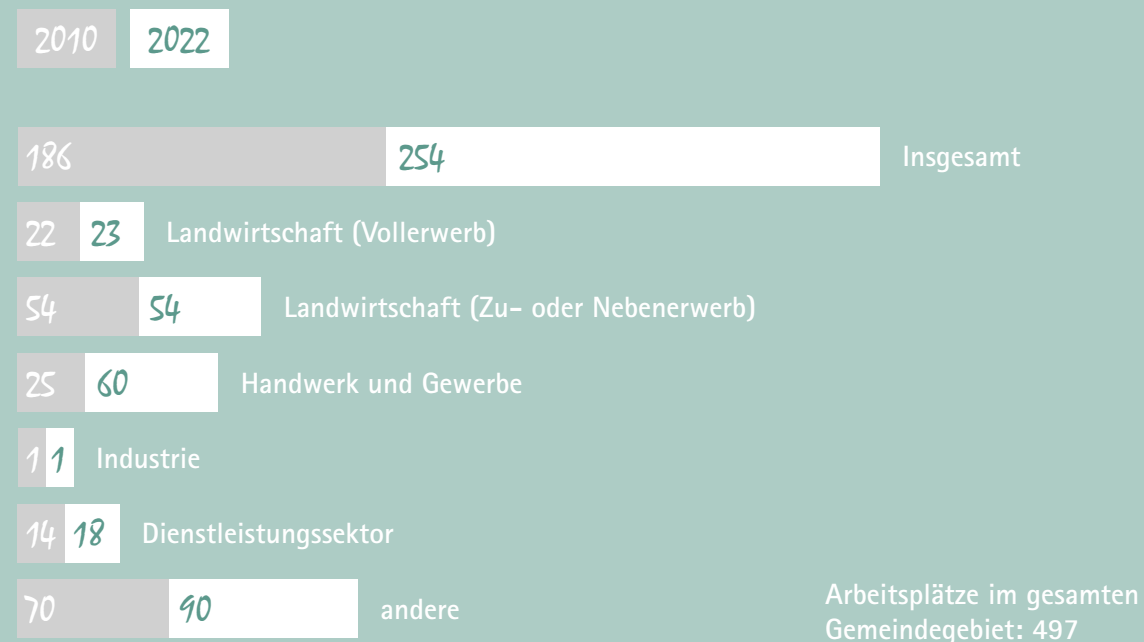 2010 2022
186 254 Insgesamt
22 23 Landwirtschaft (Vollerwerb)
54 54 Landwirtschaft (Zu- oder Nebenerwerb)
25 60 Handwerk und Gewerbe
1 1 Industrie
14 18 Dienstleistungssektor
70 90 andere
Arbeitsplätze im gesamten
Gemeindegebiet: 497